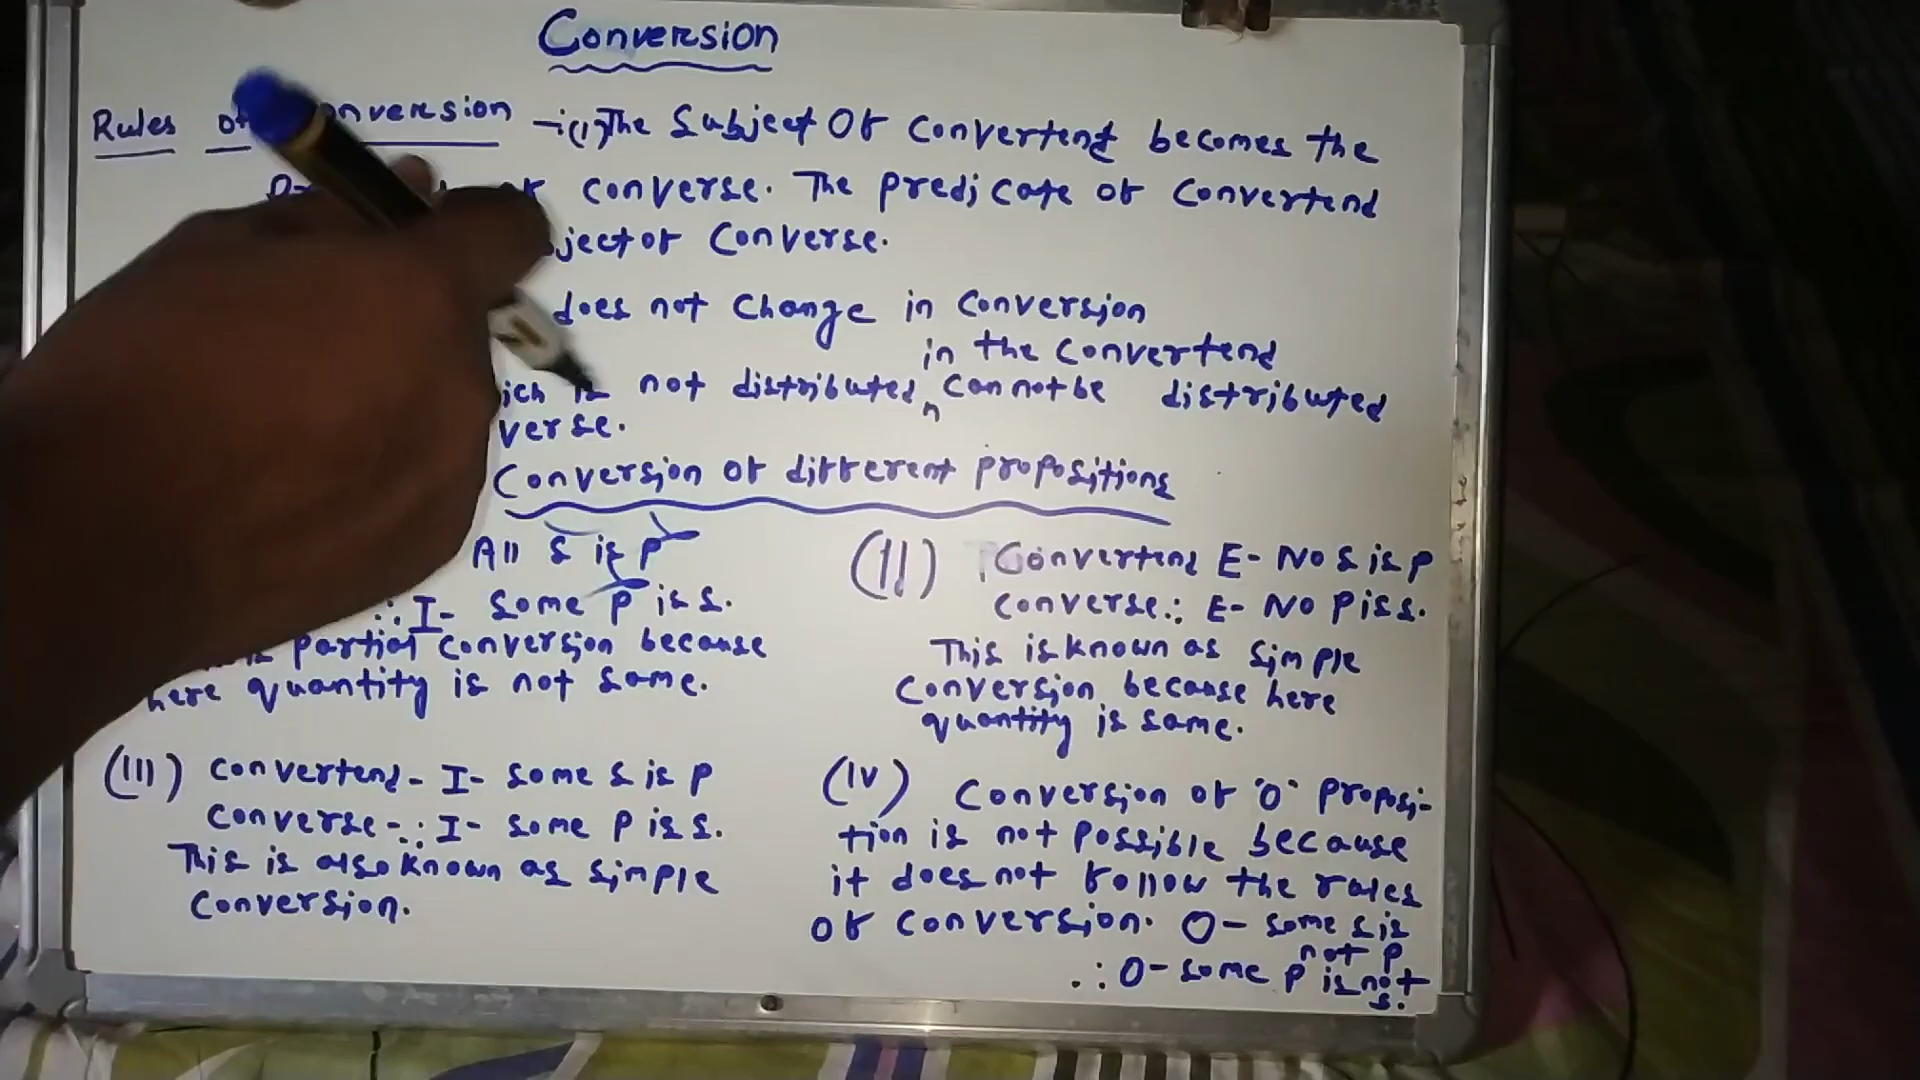 Conversion
Rules of Conversion - (1) The Subject Of Convertend becomes the
of converse. The predicate of Convertend
Converse.
does not Change in Conversion
in the Convertend
is not distributed ^ Cannot be distributed
verse.
Conversion of different propositions
All S is P
∴ I- Some P is S.
partial Conversion because
here quantity is not same.
(II) Convertend E- No S is P
Converse ∴ E- No P is S.
This is known as Simple
Conversion because here
quantity is same.
(III) Convertend- I- Some S is P
Converse- ∴ I- Some P is S.
This is also known as simple
Conversion.
(IV) Conversion of 'O' Proposi-
tion is not possible because
it does not follow the rules
of Conversion. O- Some S is
not P
∴ O- Some P is not
S.